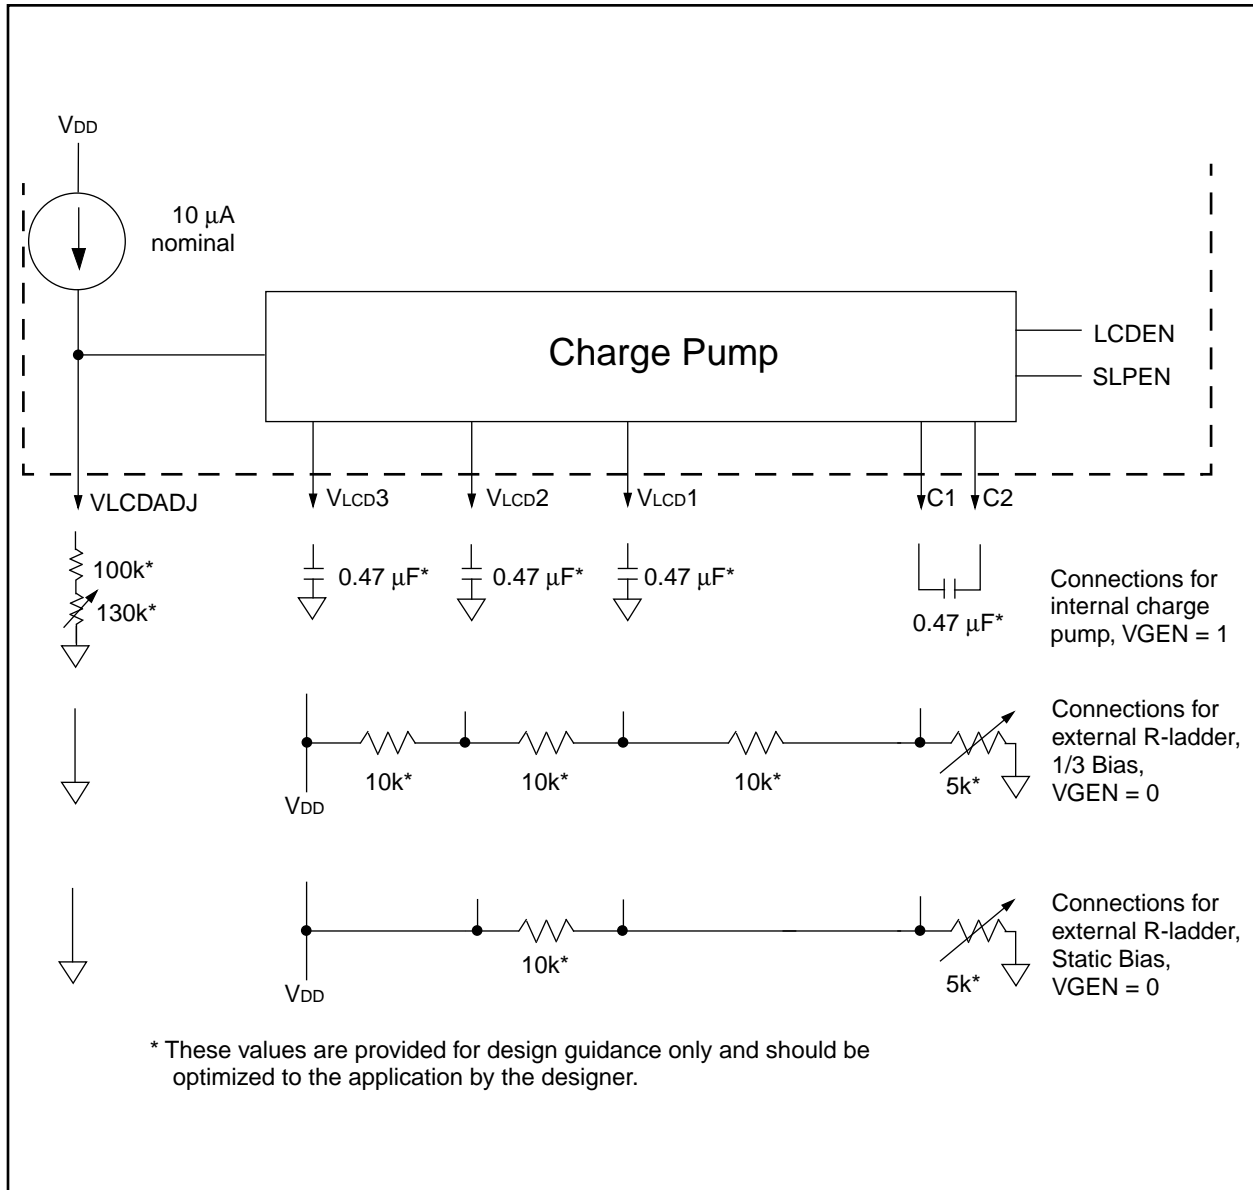 VDD
10 μA
nominal
Charge Pump
LCDEN
SLPEN
VLCDADJ
VLCD3
VLCD2
VLCD1
C1
C2
100k*
130k*
0.47 μF*
0.47 μF*
0.47 μF*
0.47 μF*
Connections for
internal charge
pump, VGEN = 1
VDD
10k*
10k*
10k*
5k*
Connections for
external R-ladder,
1/3 Bias,
VGEN = 0
VDD
10k*
5k*
Connections for
external R-ladder,
Static Bias,
VGEN = 0
* These values are provided for design guidance only and should be
optimized to the application by the designer.